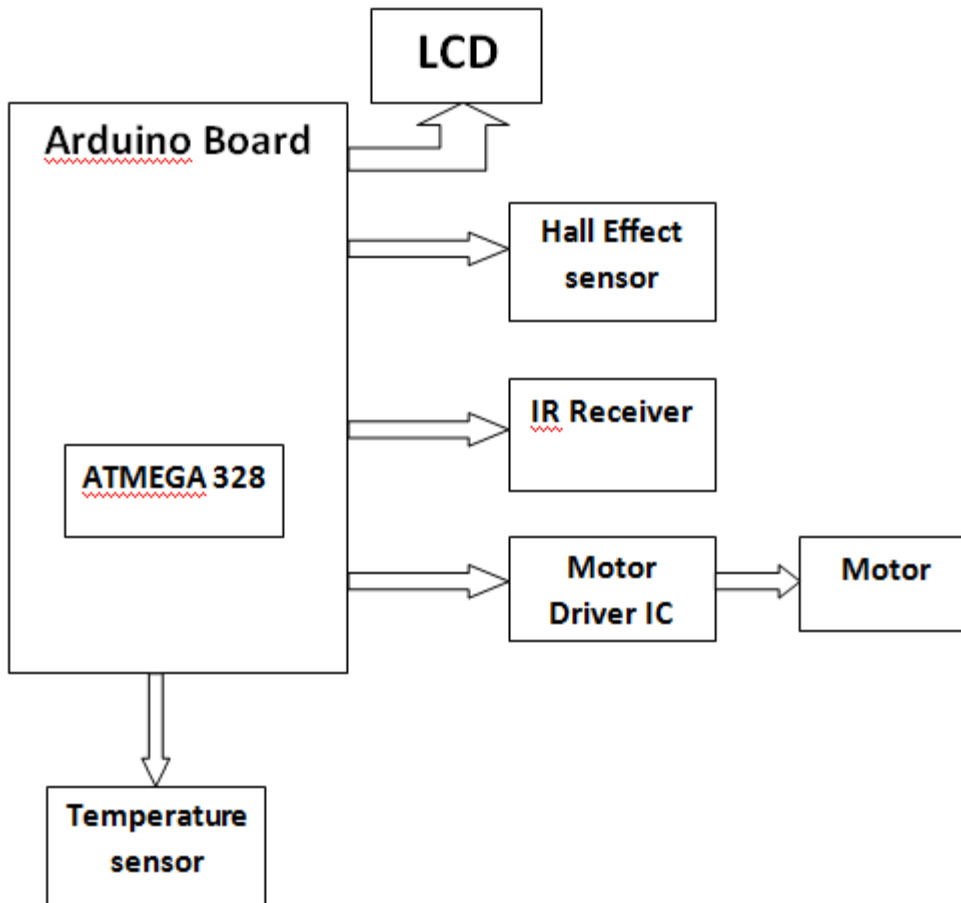 LCD
Arduino Board
Hall Effect
sensor
IR Receiver
ATMEGA 328
Motor
Driver IC
Motor
Temperature
sensor